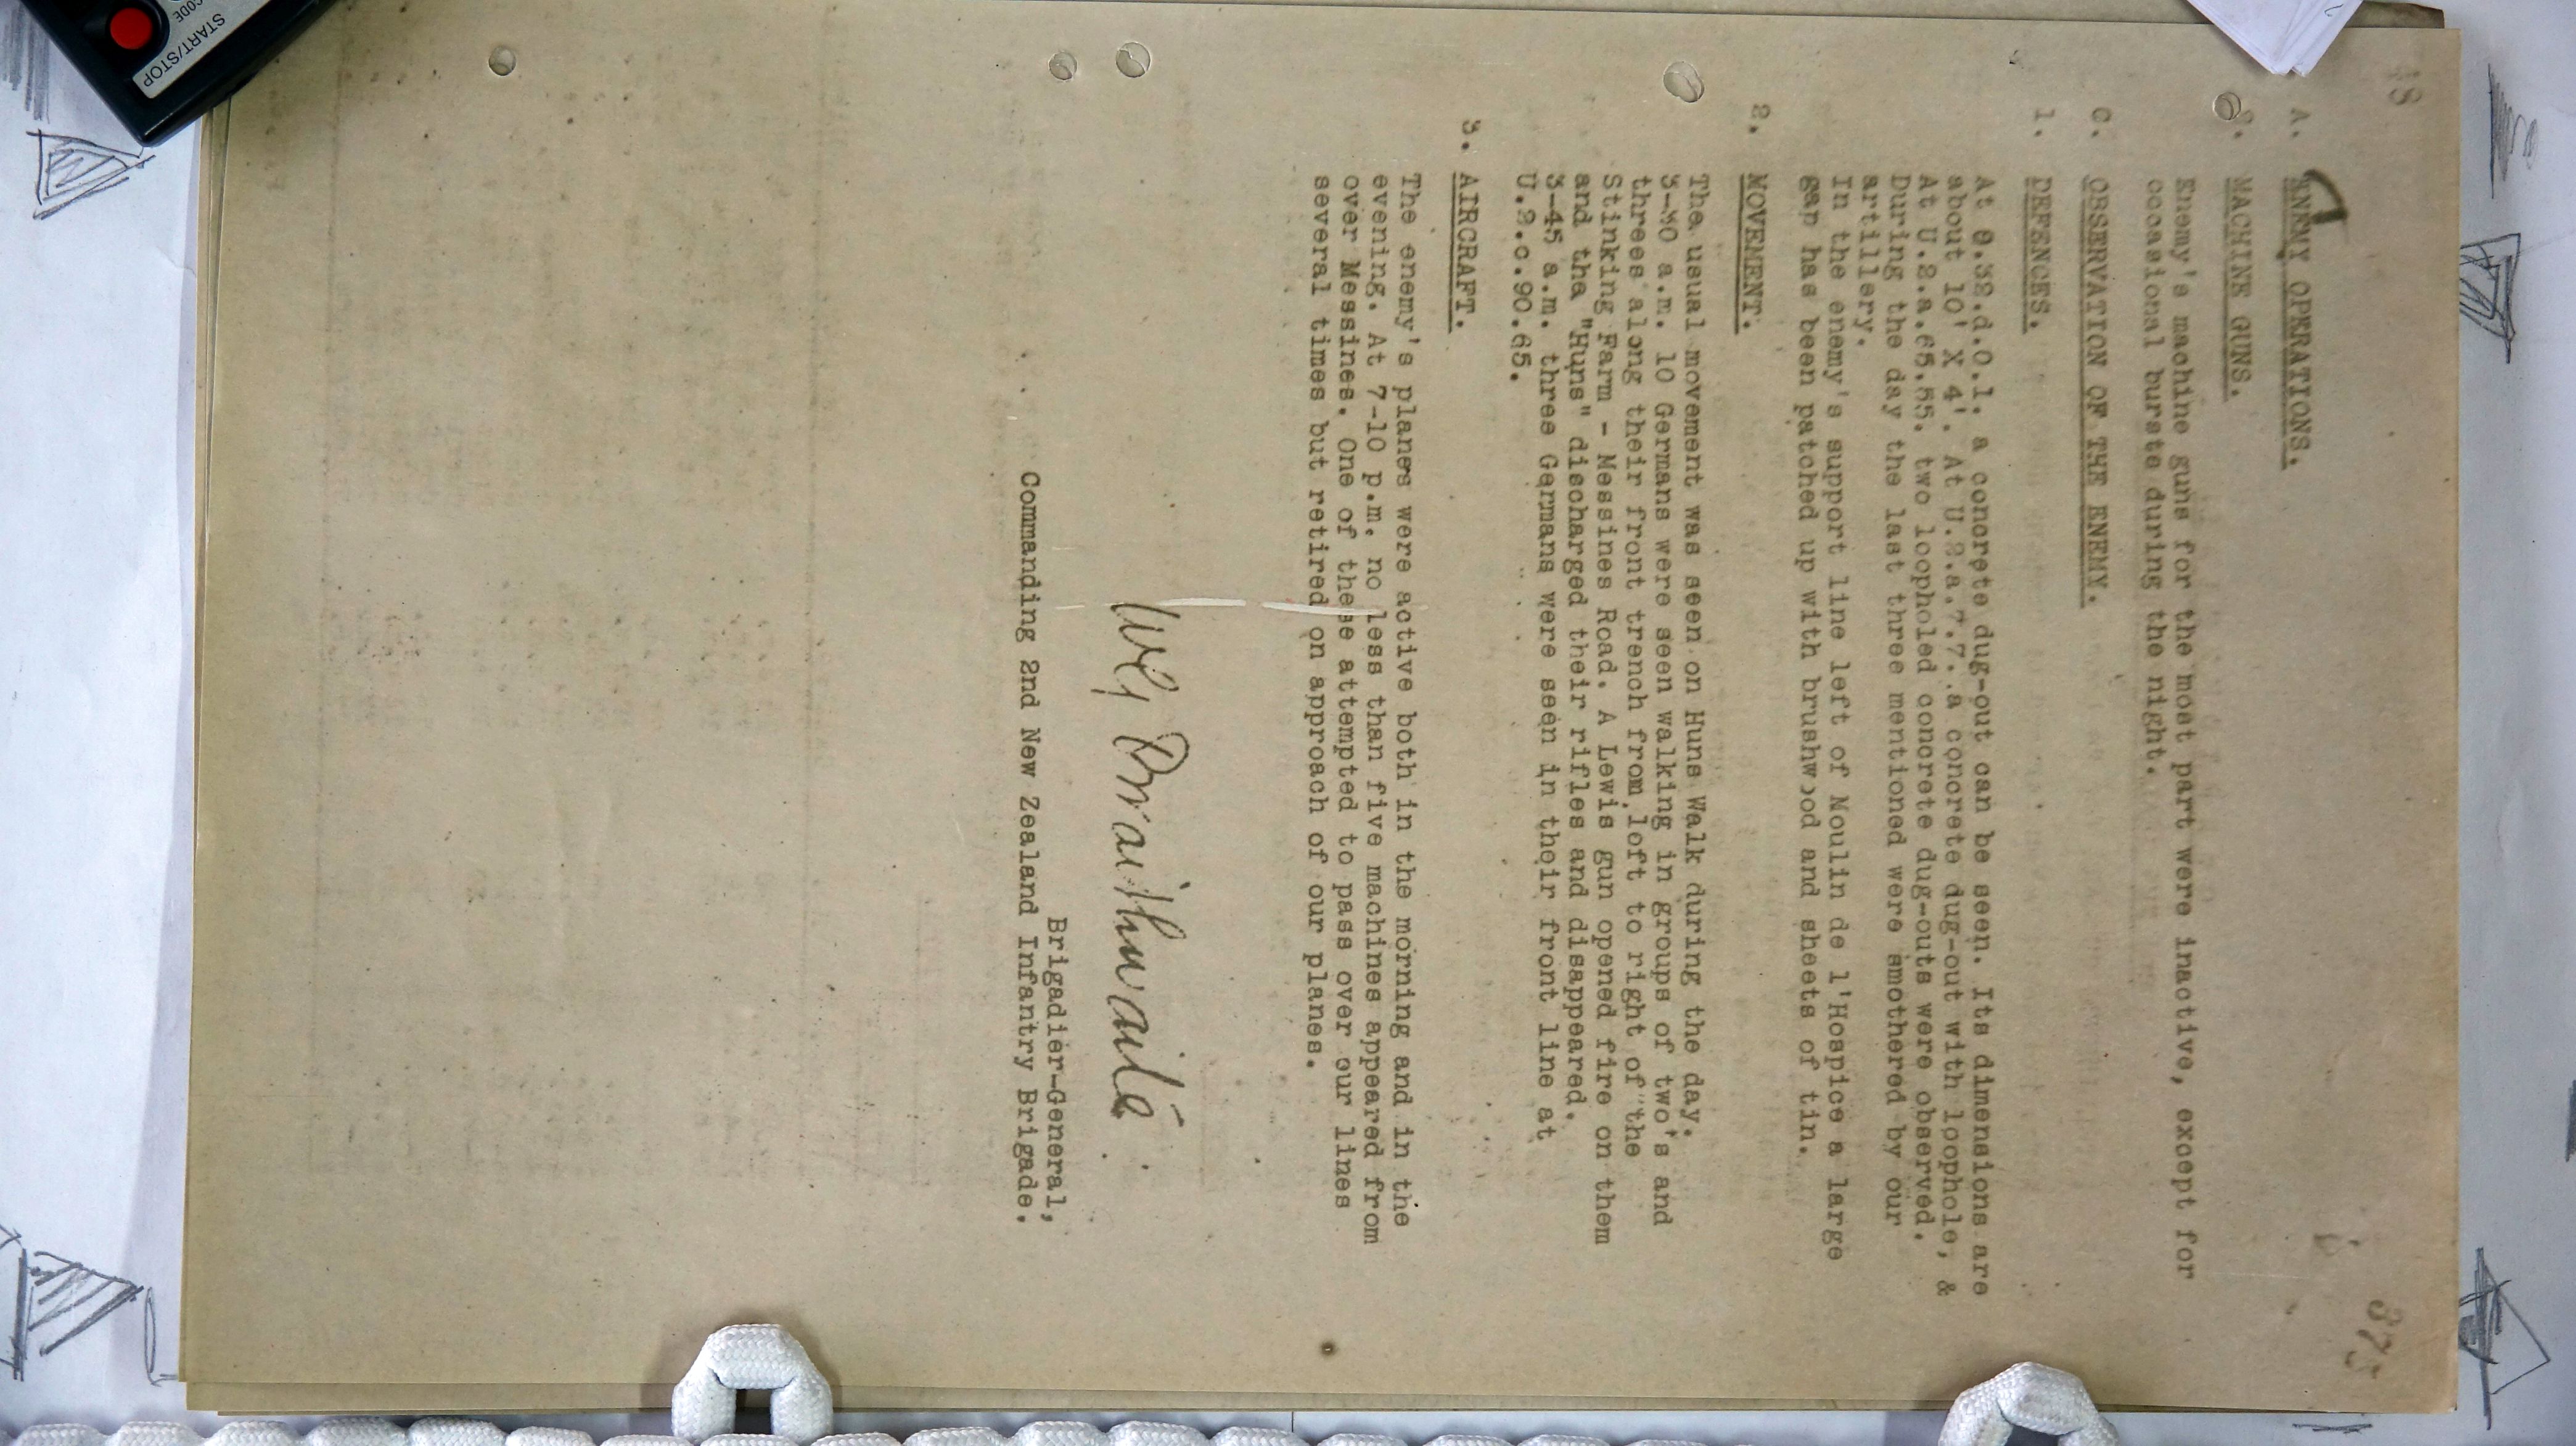 START/STOP
CODE
375
A. ENEMY OPERATIONS.
2. MACHINE GUNS.
Enemy's machine guns for the most part were inactive, except for
occasional bursts during the night.
C. OBSERVATION OF THE ENEMY.
1. DEFENCES.
At 0.32.d.0.1. a concrete dug-out can be seen. Its dimensions are
about 10' X 4'. At U.2.a.7.7. a concrete dug-out with loophole, &
At U.2.a.65.55. two loopholed concrete dug-outs were observed.
During the day the last three mentioned were smothered by our
artillery.
In the enemy's support line left of Moulin de l'Hospice a large
gap has been patched up with brushwood and sheets of tin.
2. MOVEMENT.
The usual movement was seen on Huns Walk during the day.
3-30 a.m. 10 Germans were seen walking in groups of two's and
threes along their front trench from left to right of the
Stinking Farm - Messines Road. A Lewis gun opened fire on them
and the "Huns" discharged their rifles and disappeared.
3-45 a.m. three Germans were seen in their front line at
U.2.c.90.65.
3. AIRCRAFT.
The enemy's planes were active both in the morning and in the
evening. At 7-10 p.m. no less than five machines appeared from
over Messines. One of these attempted to pass over our lines
several times but retired on approach of our planes.
WG Braithwaite
Brigadier-General,
Commanding 2nd New Zealand Infantry Brigade.